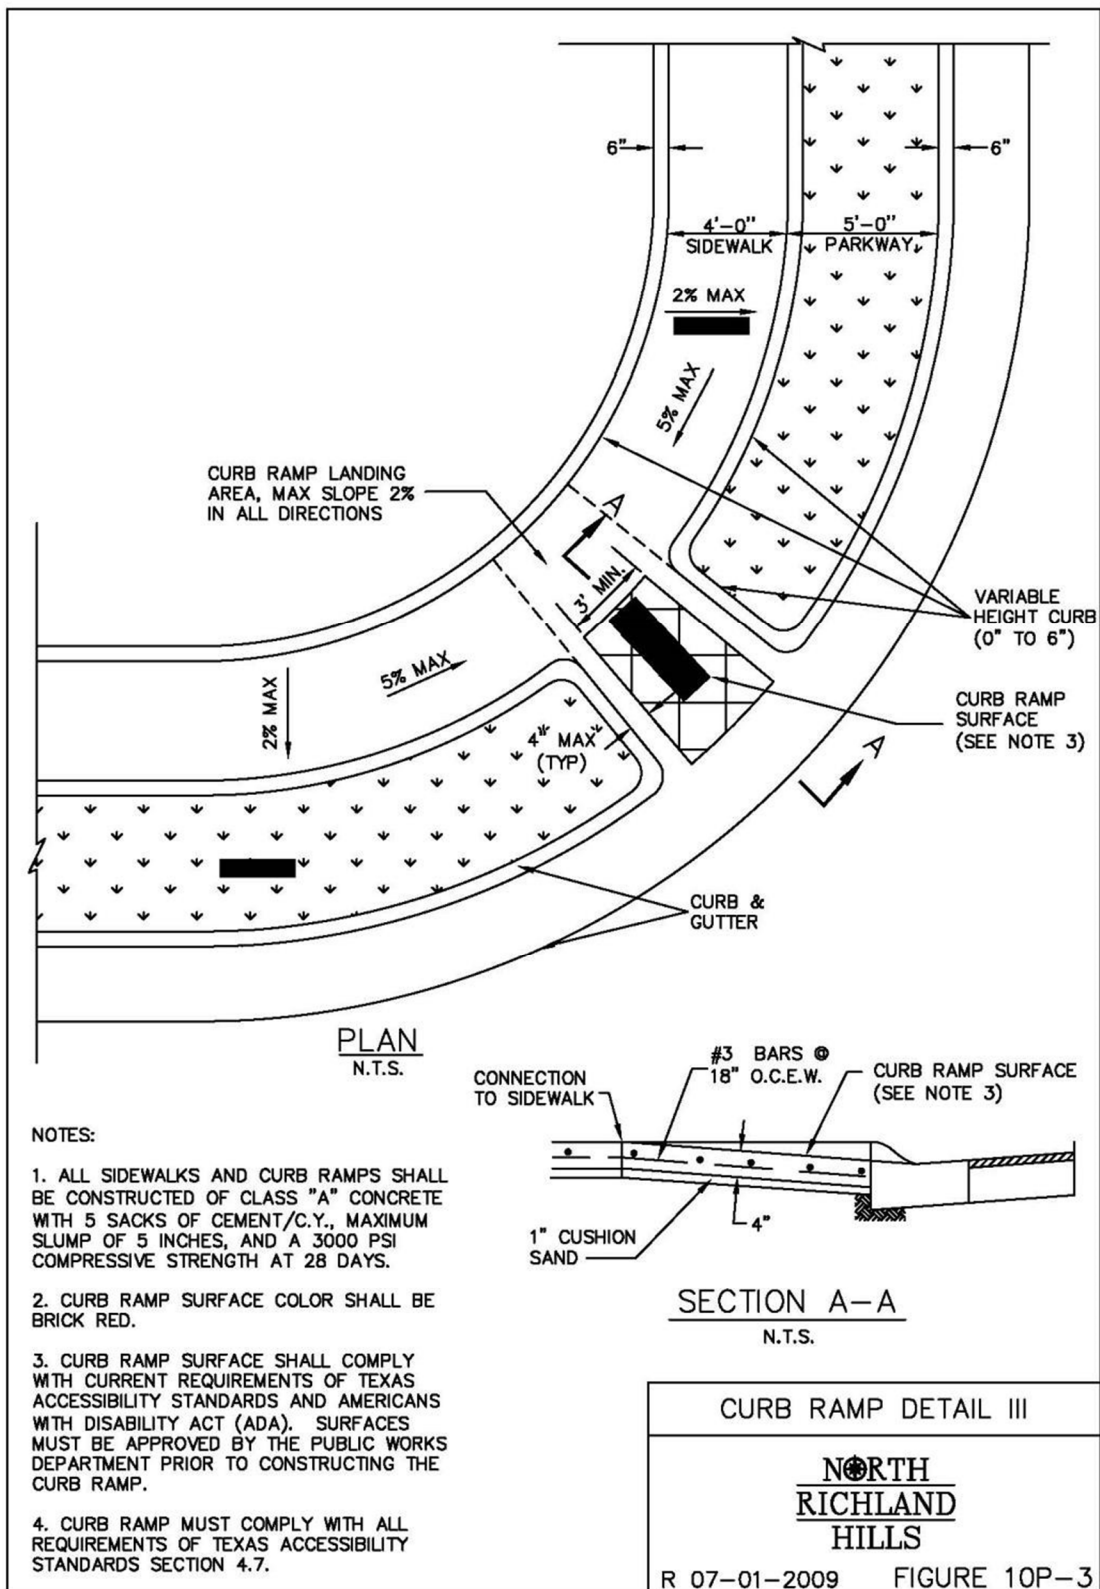 6"
6"
4'-0"
SIDEWALK
5'-0"
PARKWAY
2% MAX
5% MAX
CURB RAMP LANDING
AREA, MAX SLOPE 2%
IN ALL DIRECTIONS
A
3' MIN.
VARIABLE
HEIGHT CURB
(0" TO 6")
5% MAX
2% MAX
CURB RAMP
SURFACE
(SEE NOTE 3)
4" MAX
(TYP)
A
CURB &
GUTTER
PLAN
N.T.S.
#3 BARS @
18" O.C.E.W.
CONNECTION
TO SIDEWALK
CURB RAMP SURFACE
(SEE NOTE 3)
4"
1" CUSHION
SAND
SECTION A-A
N.T.S.
NOTES:
1. ALL SIDEWALKS AND CURB RAMPS SHALL
BE CONSTRUCTED OF CLASS "A" CONCRETE
WITH 5 SACKS OF CEMENT/C.Y., MAXIMUM
SLUMP OF 5 INCHES, AND A 3000 PSI
COMPRESSIVE STRENGTH AT 28 DAYS.
2. CURB RAMP SURFACE COLOR SHALL BE
BRICK RED.
3. CURB RAMP SURFACE SHALL COMPLY
WITH CURRENT REQUIREMENTS OF TEXAS
ACCESSIBILITY STANDARDS AND AMERICANS
WITH DISABILITY ACT (ADA). SURFACES
MUST BE APPROVED BY THE PUBLIC WORKS
DEPARTMENT PRIOR TO CONSTRUCTING THE
CURB RAMP.
4. CURB RAMP MUST COMPLY WITH ALL
REQUIREMENTS OF TEXAS ACCESSIBILITY
STANDARDS SECTION 4.7.
CURB RAMP DETAIL III
NORTH
RICHLAND
HILLS
R 07-01-2009 FIGURE 10P-3